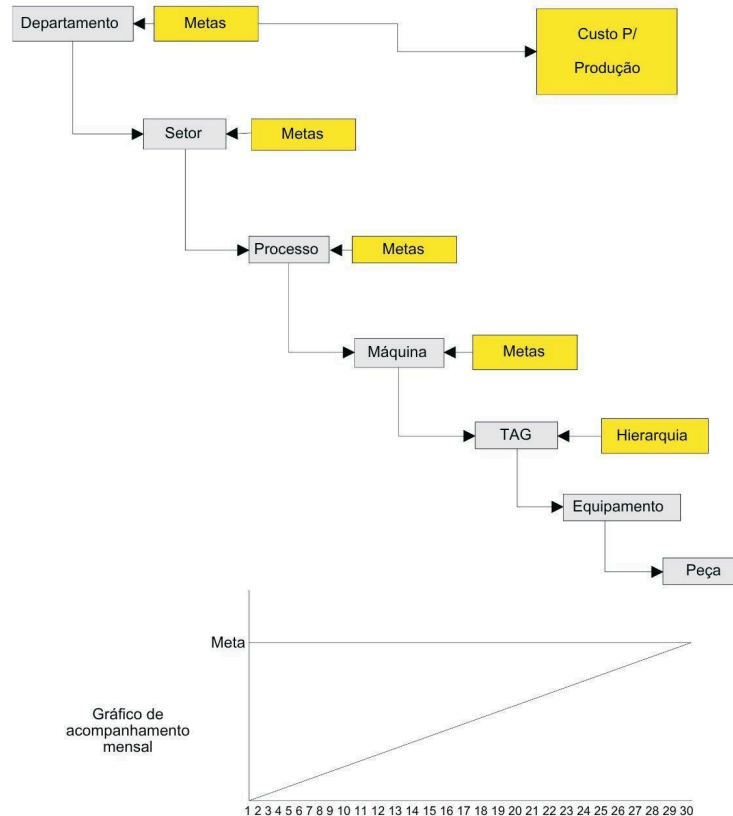 Departamento
Metas
Custo P/
Produção
Setor
Metas
Processo
Metas
Máquina
Metas
TAG
Hierarquia
Equipamento
Peça
Meta
Gráfico de
acompanhamento
mensal
1 2 3 4 5 6 7 8 9 10 11 12 13 14 15 16 17 18 19 20 21 22 23 24 25 26 27 28 29 30